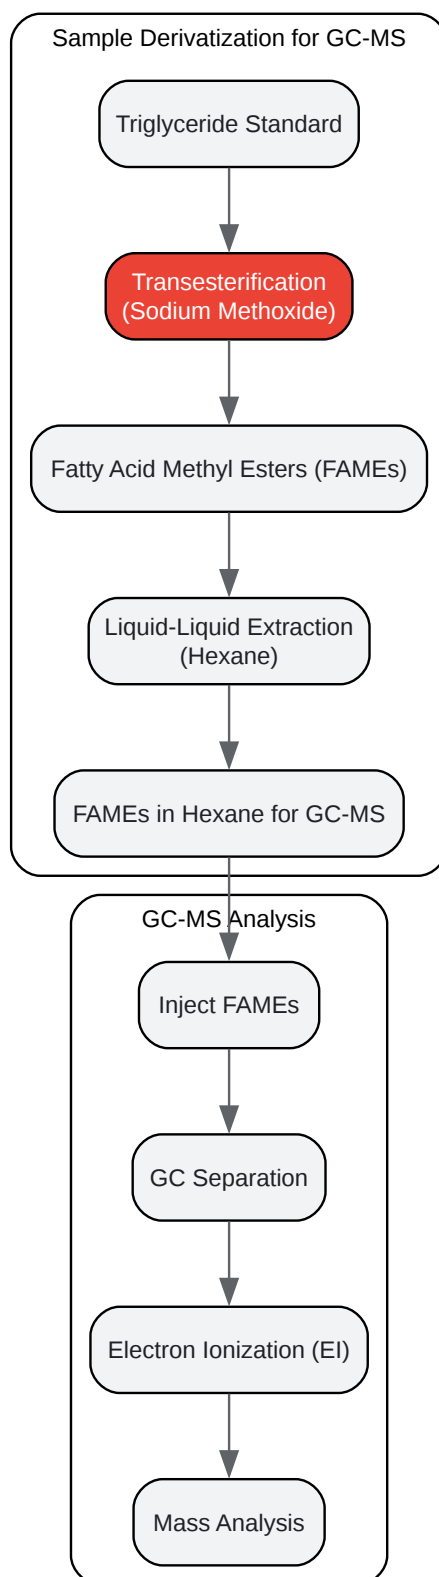 Sample Derivatization for GC-MS
Triglyceride Standard
Transesterification
(Sodium Methoxide)
Fatty Acid Methyl Esters (FAMEs)
Liquid-Liquid Extraction
(Hexane)
FAMEs in Hexane for GC-MS
GC-MS Analysis
Inject FAMEs
GC Separation
Electron Ionization (EI)
Mass Analysis